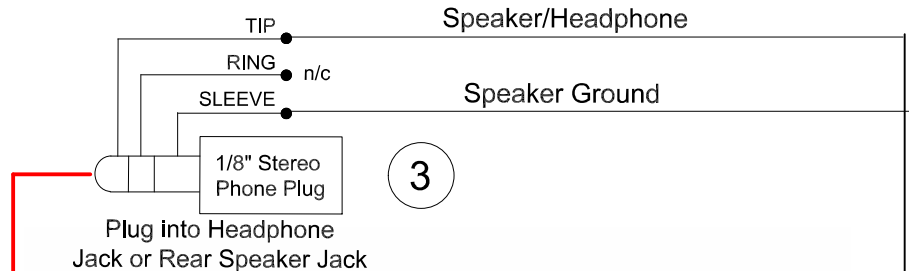 TIP
Speaker/Headphone
RING
n/c
SLEEVE
Speaker Ground
1/8" Stereo
Phone Plug
3
Plug into Headphone
Jack or Rear Speaker Jack